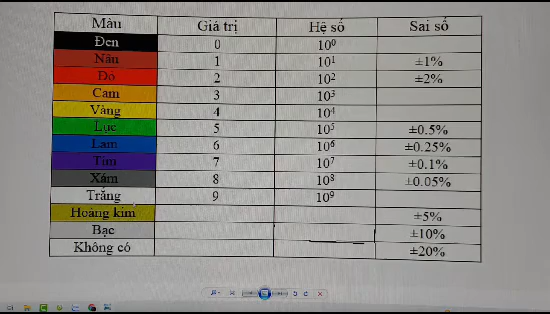 Màu Giá trị Hệ số Sai số
Đen 0 10⁰
Nâu 1 10¹ ±1%
Đỏ 2 10² ±2%
Cam 3 10³
Vàng 4 10⁴
Lục 5 10⁵ ±0.5%
Lam 6 10⁶ ±0.25%
Tím 7 10⁷ ±0.1%
Xám 8 10⁸ ±0.05%
Trắng 9 10⁹
Hoàng kim ±5%
Bạc ±10%
Không có ±20%